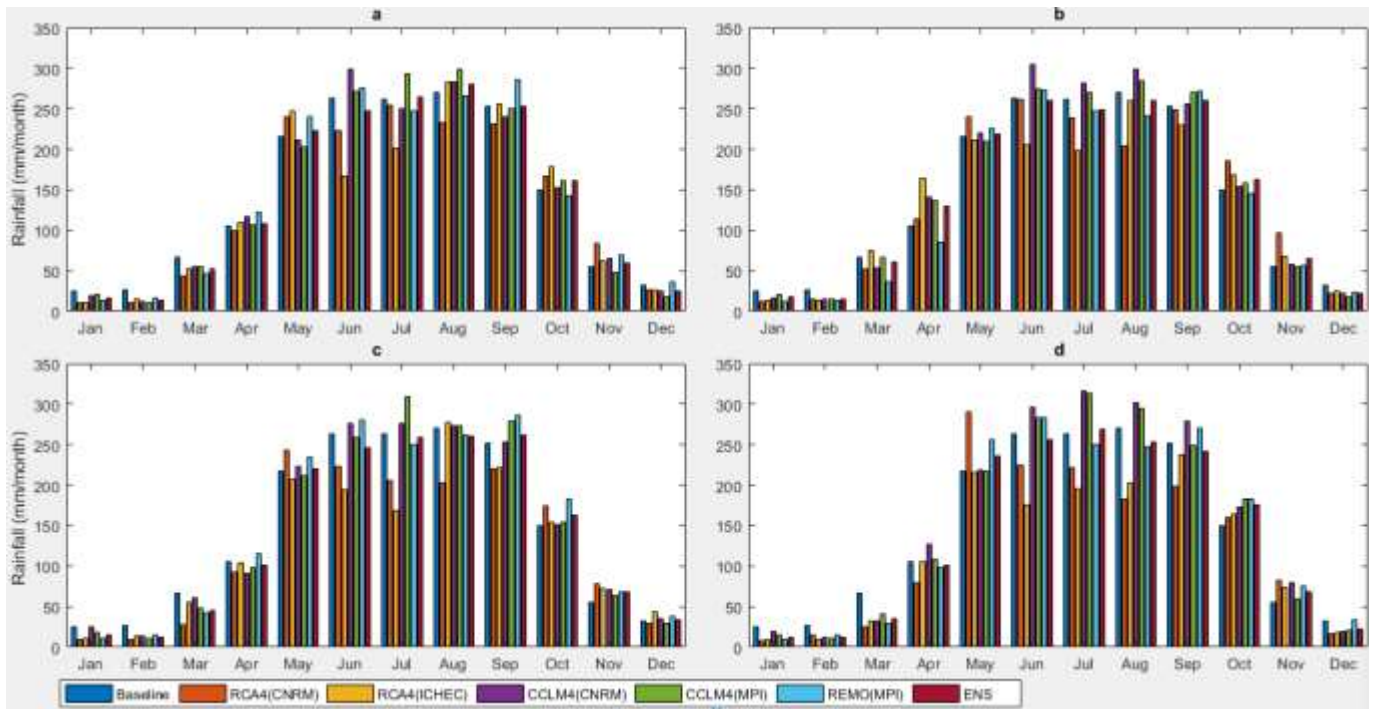 a
b
350
300
250
200
150
100
50
0
Rainfall (mm/month)
Jan Feb Mar Apr May Jun Jul Aug Sep Oct Nov Dec
350
300
250
200
150
100
50
0
Jan Feb Mar Apr May Jun Jul Aug Sep Oct Nov Dec
c
d
350
300
250
200
150
100
50
0
Rainfall (mm/month)
Jan Feb Mar Apr May Jun Jul Aug Sep Oct Nov Dec
350
300
250
200
150
100
50
0
Jan Feb Mar Apr May Jun Jul Aug Sep Oct Nov Dec
Baseline RCA4(CNRM) RCA4(ICHEC) CCLM4(CNRM) CCLM4(MPI) REMO(MPI) ENS